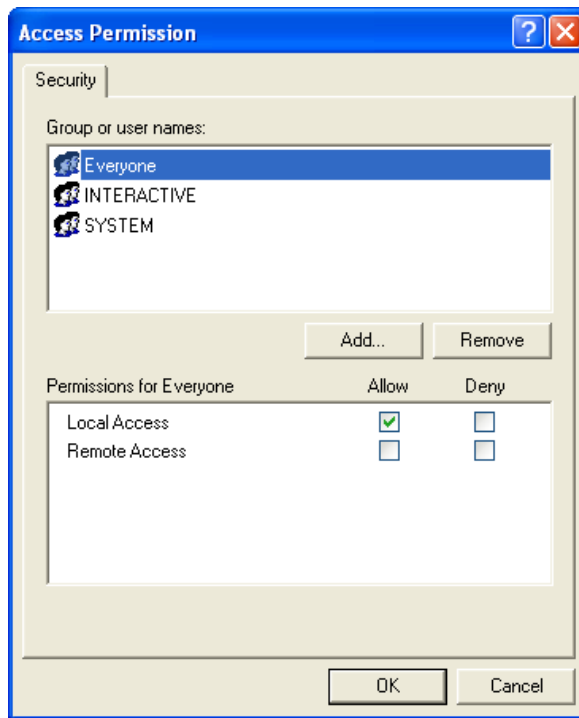 Access Permission
Security
Group or user names:
Everyone
INTERACTIVE
SYSTEM
Add... Remove
Permissions for Everyone Allow Deny
Local Access
Remote Access
OK Cancel